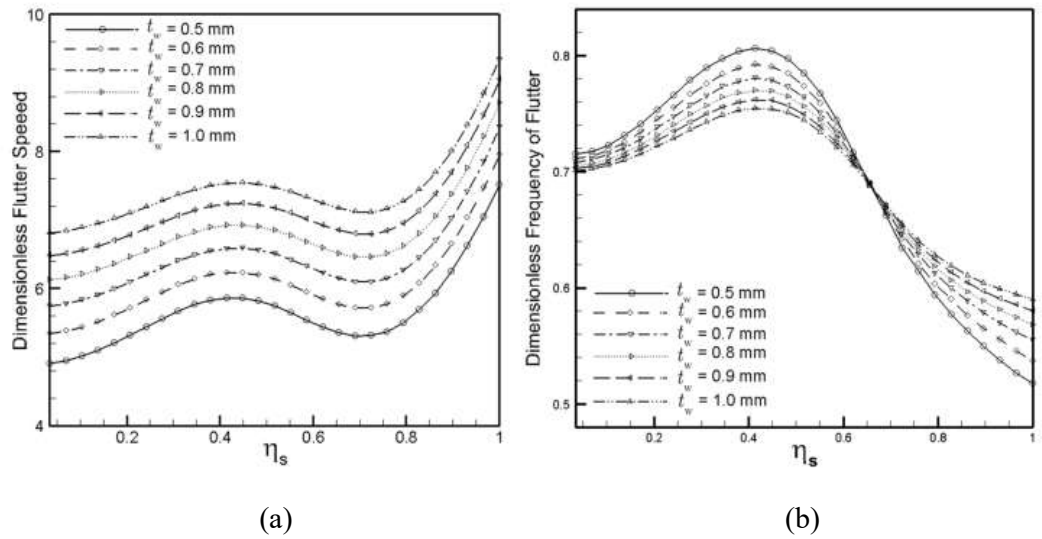 10
8
6
4
Dimensionless Flutter Speeed
t_w = 0.5 mm
t_w = 0.6 mm
t_w = 0.7 mm
t_w = 0.8 mm
t_w = 0.9 mm
t_w = 1.0 mm
0.2 0.4 0.6 0.8 1
η_s
(a)
0.8
0.7
0.6
0.5
Dimensionless Frequency of Flutter
t_w = 0.5 mm
t_w = 0.6 mm
t_w = 0.7 mm
t_w = 0.8 mm
t_w = 0.9 mm
t_w = 1.0 mm
0.2 0.4 0.6 0.8 1
η_s
(b)